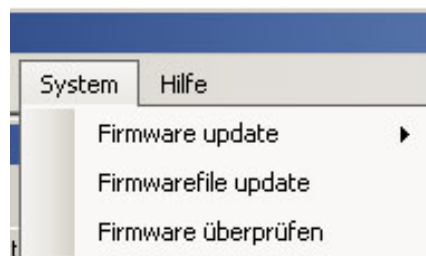 System Hilfe
Firmware update
Firmwarefile update
Firmware überprüfen